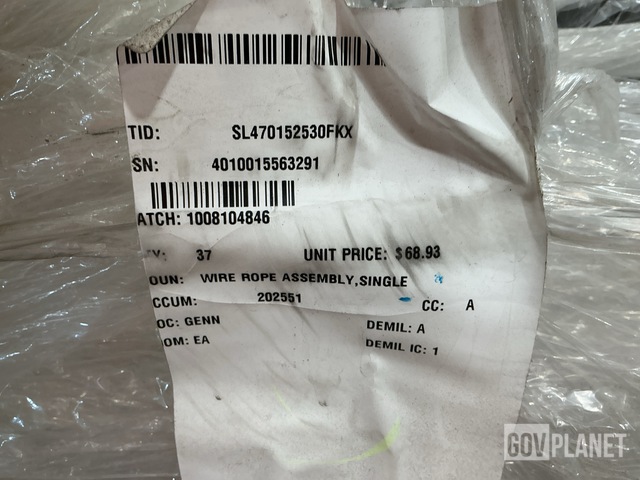 TID: SL470152530FKX
SN: 4010015563291
ATCH: 1008104846
Y: 37 UNIT PRICE: $68.93
OUN: WIRE ROPE ASSEMBLY,SINGLE
CCUM: 202551 CC: A
OC: GENN DEMIL: A
OM: EA DEMIL IC: 1
GOVPLANET